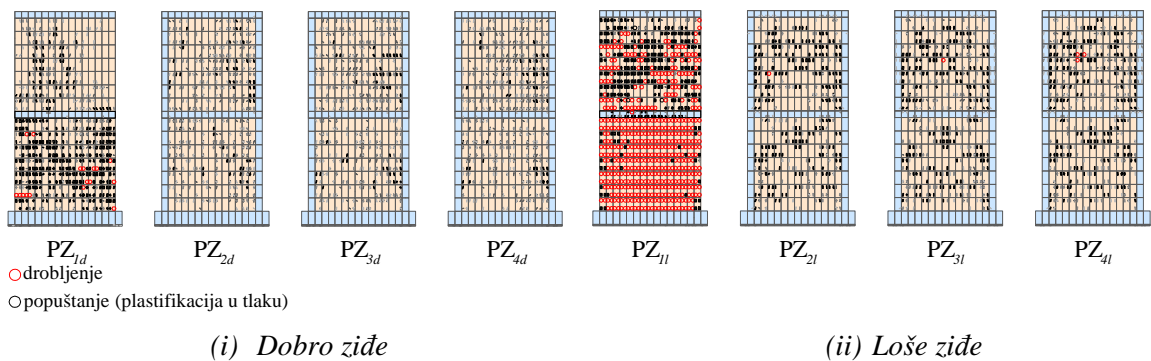 PZ1d PZ2d PZ3d PZ4d PZ1l PZ2l PZ3l PZ4l
drobljenje
popuštanje (plastifikacija u tlaku)
(i) Dobro ziđe (ii) Loše ziđe